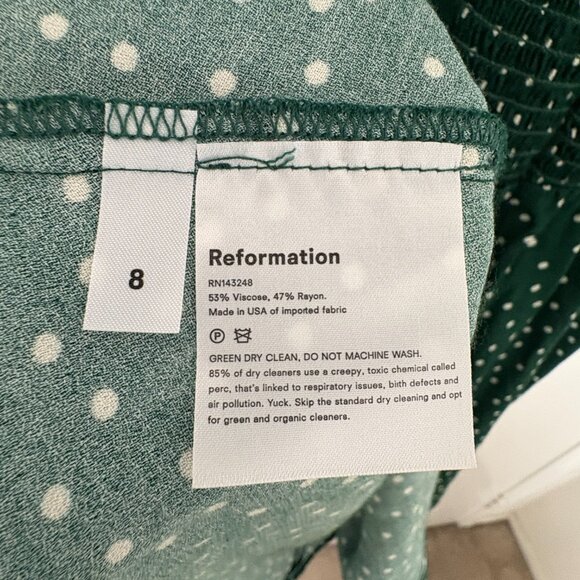 8
Reformation
RN143248
53% Viscose, 47% Rayon.
Made in USA of imported fabric
P
GREEN DRY CLEAN, DO NOT MACHINE WASH.
85% of dry cleaners use a creepy, toxic chemical called
perc, that's linked to respiratory issues, birth defects and
air pollution. Yuck. Skip the standard dry cleaning and opt
for green and organic cleaners.